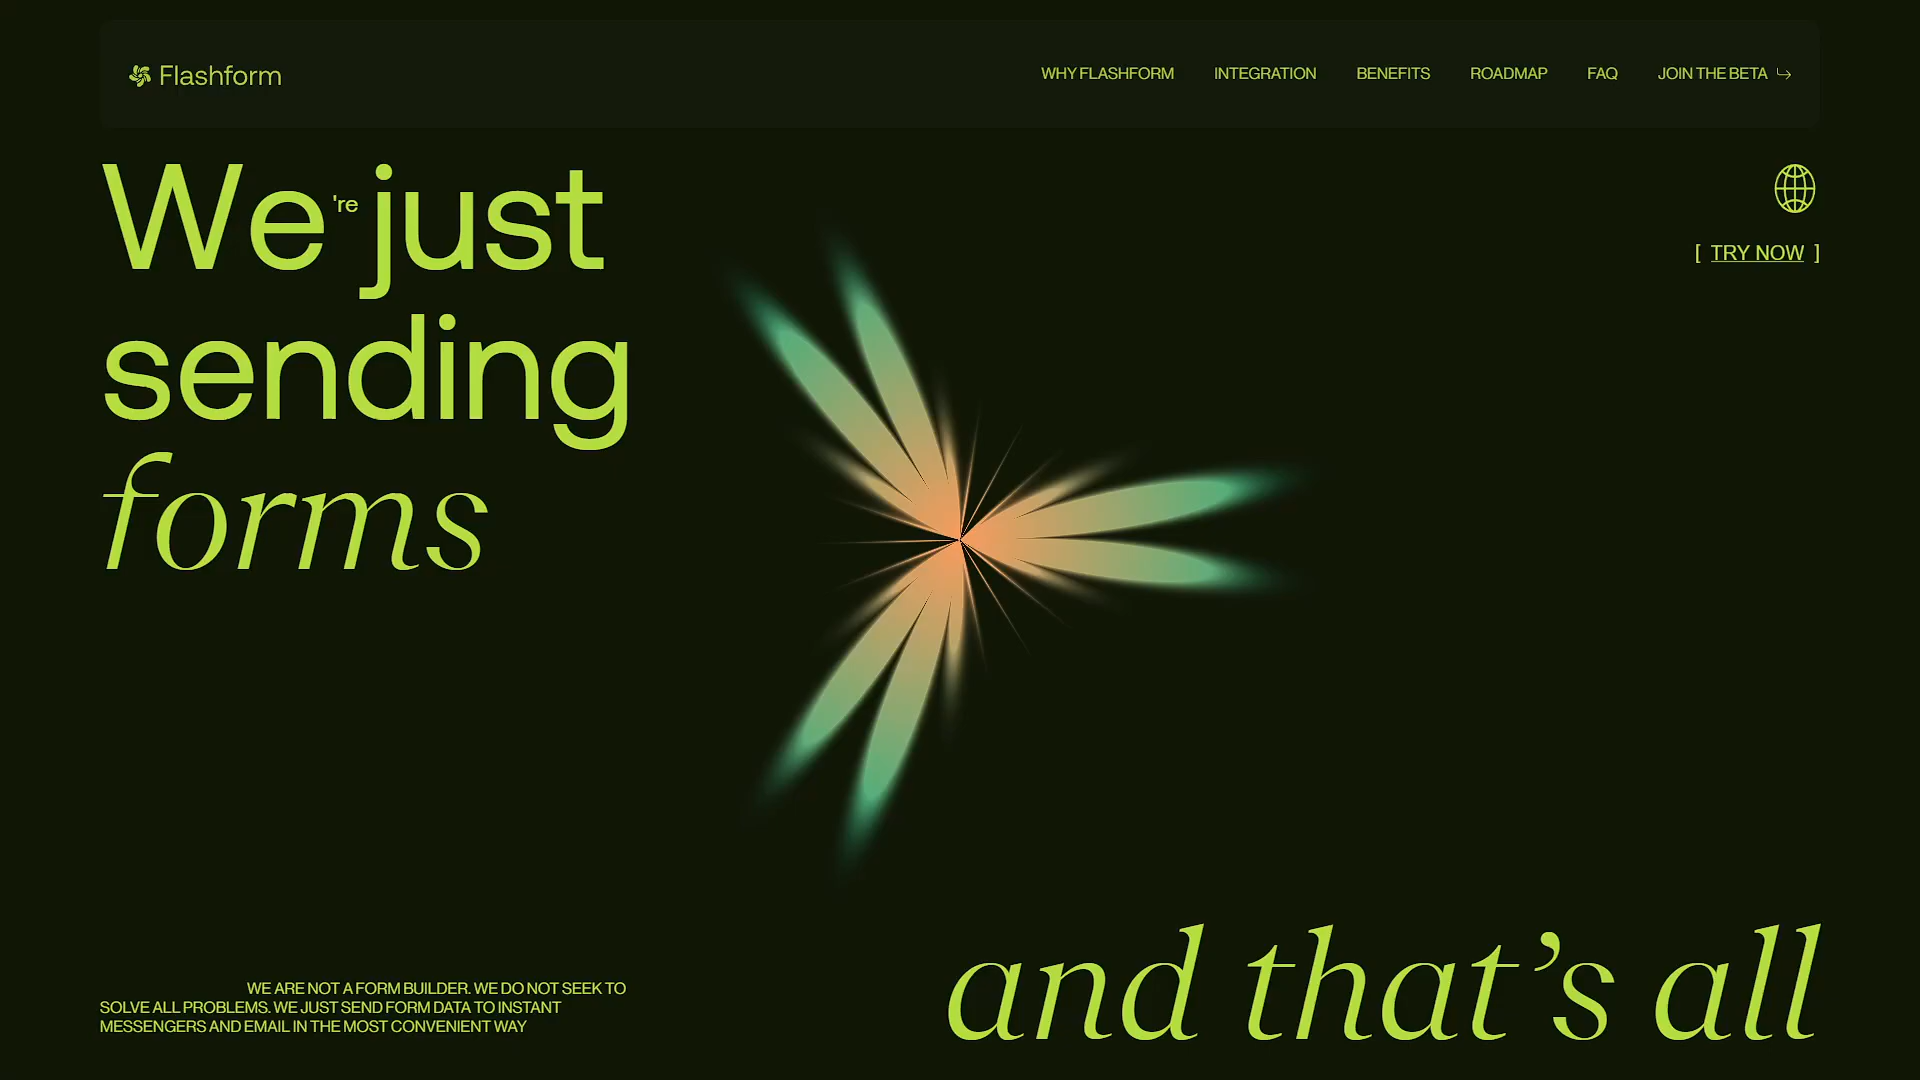 Flashform
WHY FLASHFORM
INTEGRATION
BENEFITS
ROADMAP
FAQ
JOIN THE BETA
We're just
sending
forms
[ TRY NOW ]
WE ARE NOT A FORM BUILDER. WE DO NOT SEEK TO
SOLVE ALL PROBLEMS. WE JUST SEND FORM DATA TO INSTANT
MESSENGERS AND EMAIL IN THE MOST CONVENIENT WAY
and that’s all